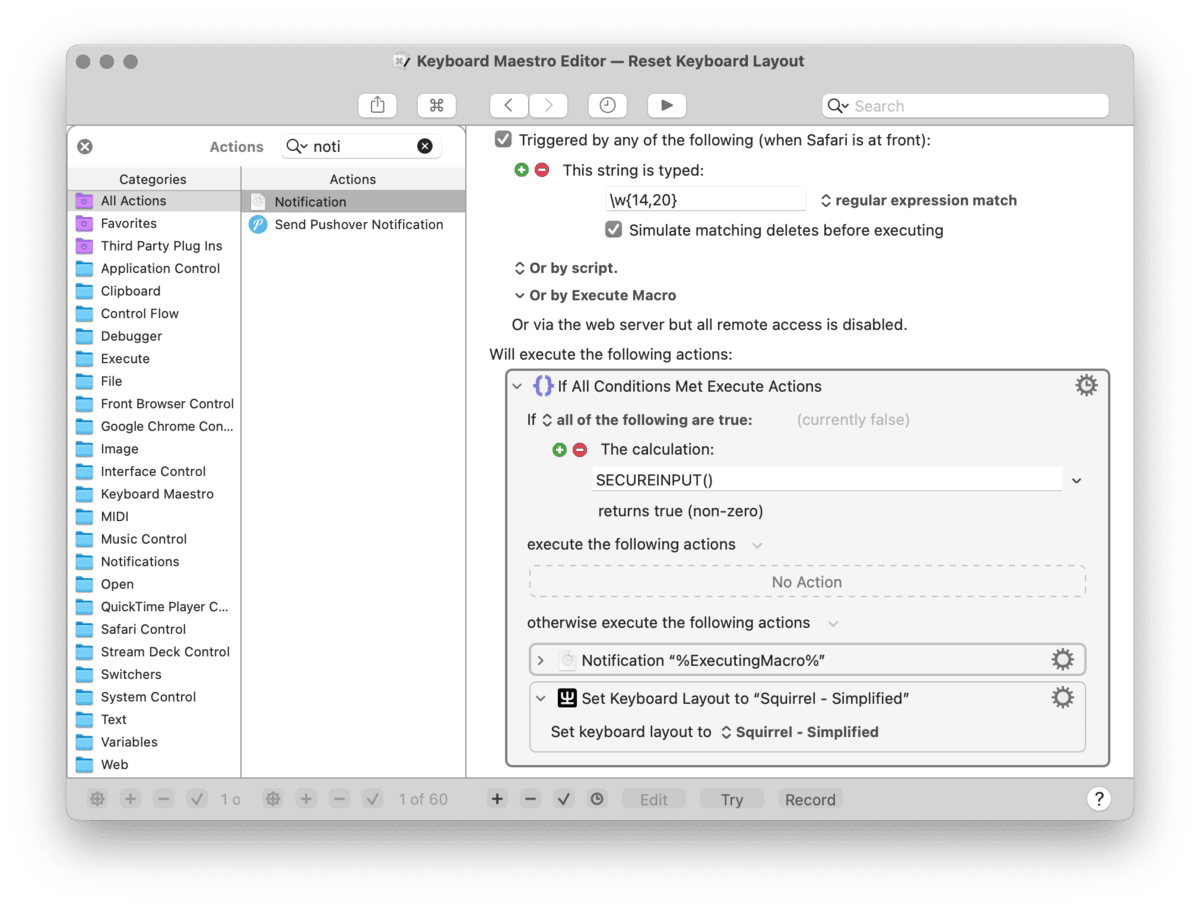 Keyboard Maestro Editor — Reset Keyboard Layout
Search
Actions
noti
Categories
All Actions
Favorites
Third Party Plug Ins
Application Control
Clipboard
Control Flow
Debugger
Execute
File
Front Browser Control
Google Chrome Con...
Image
Interface Control
Keyboard Maestro
MIDI
Music Control
Notifications
Open
QuickTime Player C...
Safari Control
Stream Deck Control
Switchers
System Control
Text
Variables
Web
Actions
Notification
Send Pushover Notification
Triggered by any of the following (when Safari is at front):
This string is typed:
\w{14,20}
regular expression match
Simulate matching deletes before executing
Or by script.
Or by Execute Macro
Or via the web server but all remote access is disabled.
Will execute the following actions:
If All Conditions Met Execute Actions
If all of the following are true: (currently false)
The calculation:
SECUREINPUT()
returns true (non-zero)
execute the following actions
No Action
otherwise execute the following actions
Notification “%ExecutingMacro%”
Set Keyboard Layout to “Squirrel - Simplified”
Set keyboard layout to Squirrel - Simplified
1 o
1 of 60
Edit
Try
Record
?